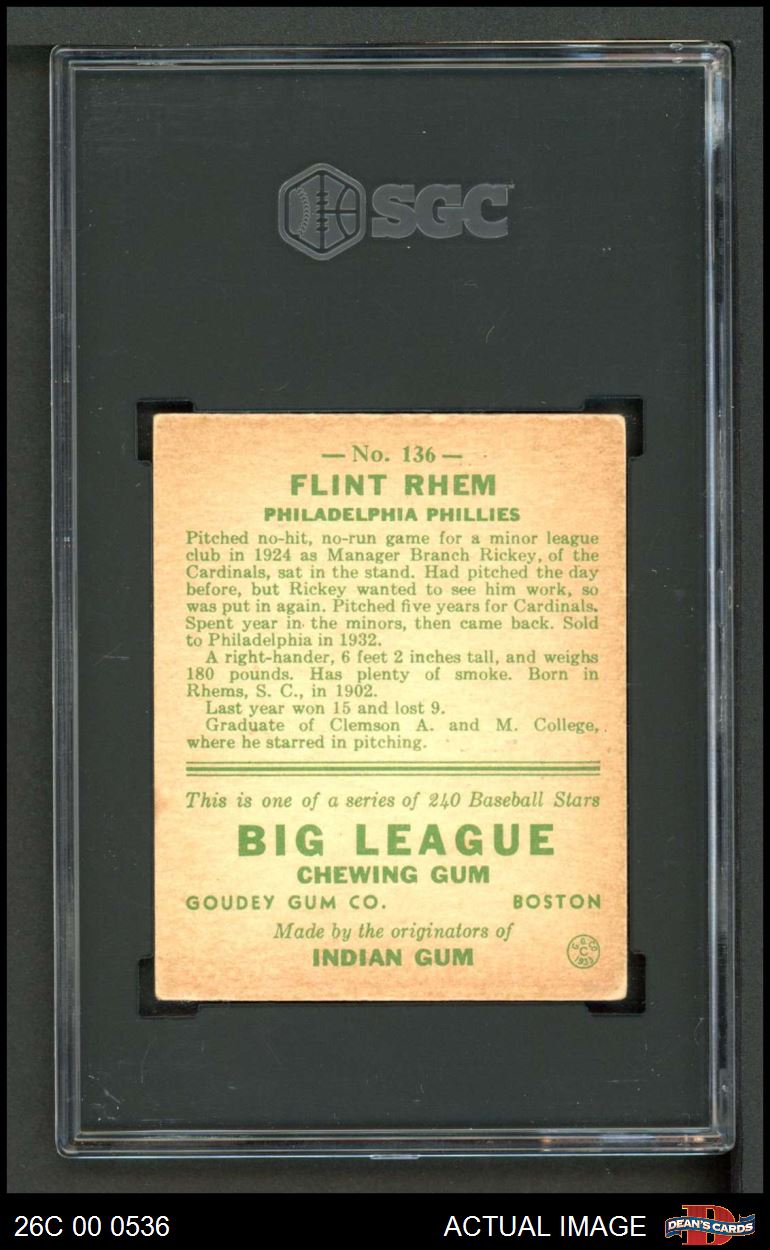 SGC
— No. 136 —
FLINT RHEM
PHILADELPHIA PHILLIES
Pitched no-hit, no-run game for a minor league
club in 1924 as Manager Branch Rickey, of the
Cardinals, sat in the stand. Had pitched the day
before, but Rickey wanted to see him work, so
was put in again. Pitched five years for Cardinals.
Spent year in the minors, then came back. Sold
to Philadelphia in 1932.
A right-hander, 6 feet 2 inches tall, and weighs
180 pounds. Has plenty of smoke. Born in
Rhems, S. C., in 1902.
Last year won 15 and lost 9.
Graduate of Clemson A. and M. College,
where he starred in pitching.
This is one of a series of 240 Baseball Stars
BIG LEAGUE
CHEWING GUM
GOUDEY GUM CO. BOSTON
Made by the originators of
INDIAN GUM
G. G. Co.
C
1933
26C 00 0536
ACTUAL IMAGE
D
DEAN'S CARDS